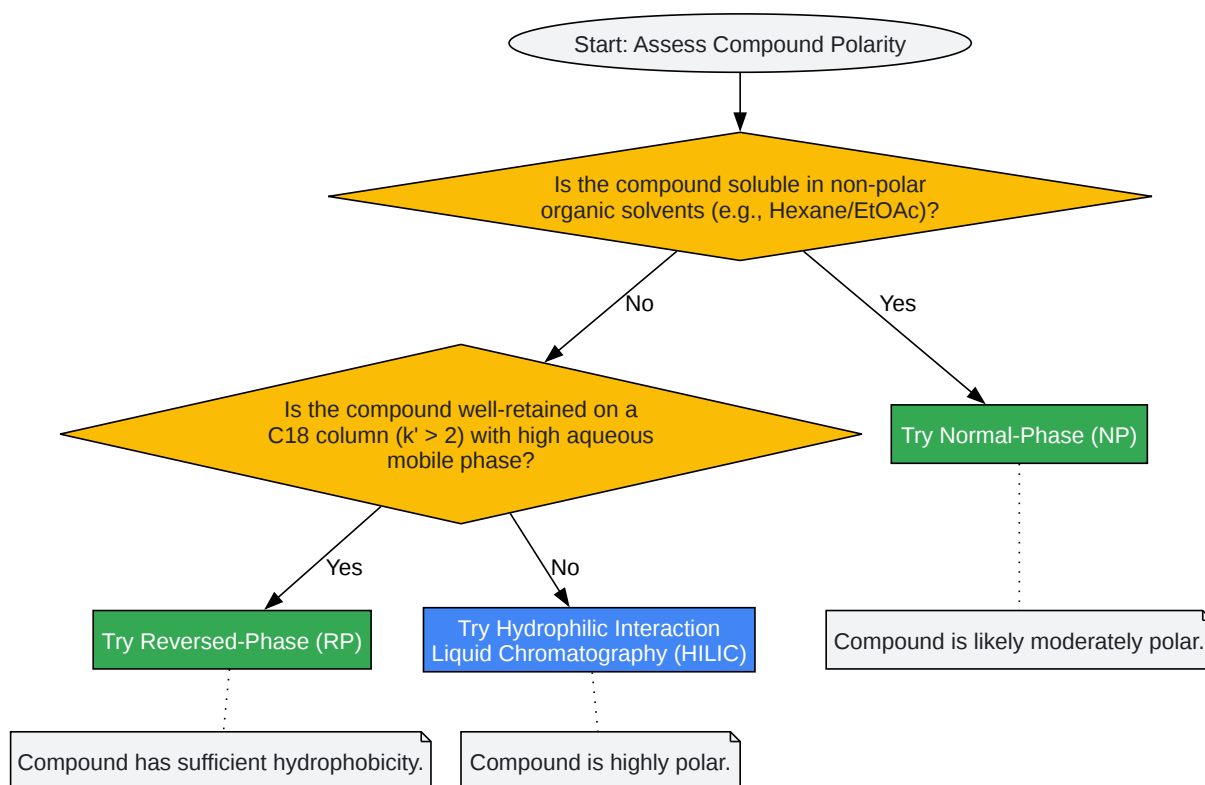 Start: Assess Compound Polarity
Is the compound soluble in non-polar
organic solvents (e.g., Hexane/EtOAc)?
No
Yes
Is the compound well-retained on a
C18 column (k' > 2) with high aqueous
mobile phase?
Try Normal-Phase (NP)
Yes
No
Try Reversed-Phase (RP)
Try Hydrophilic Interaction
Liquid Chromatography (HILIC)
Compound is likely moderately polar.
Compound has sufficient hydrophobicity.
Compound is highly polar.